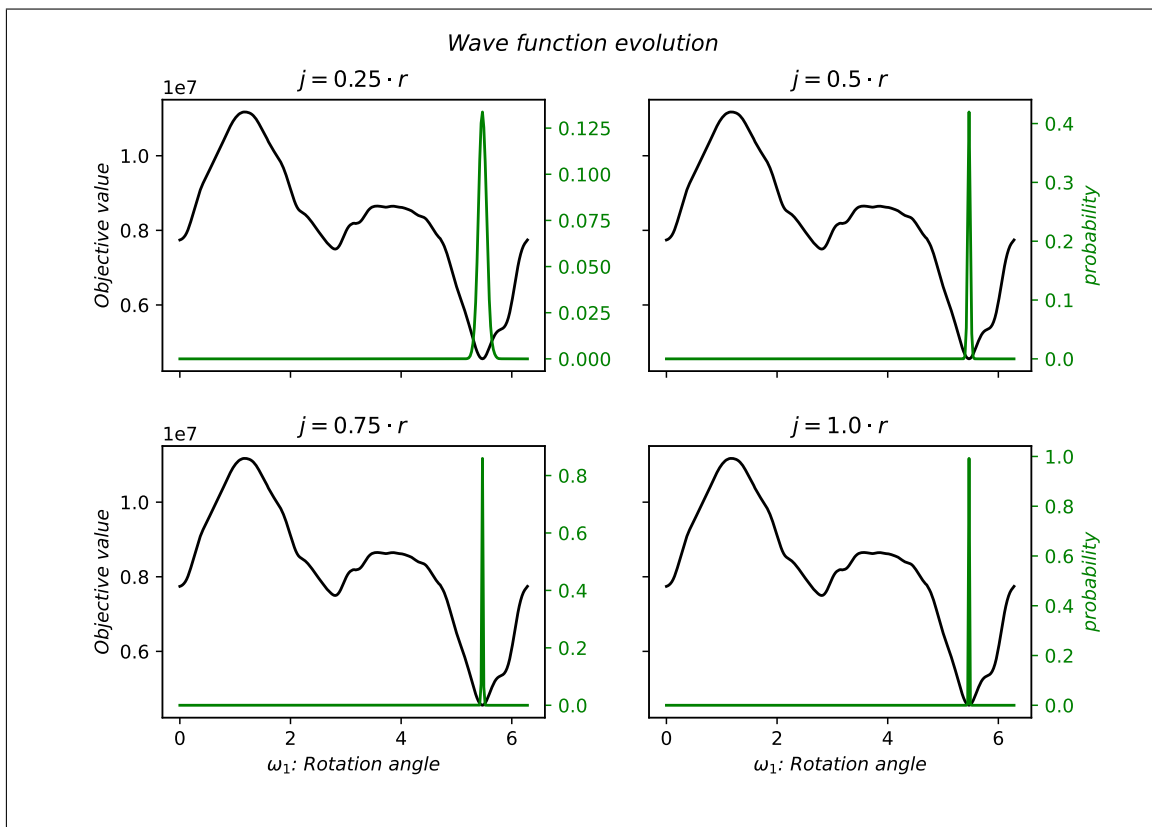 Wave function evolution
j = 0.25 · r
j = 0.5 · r
1e7
Objective value
1.0
0.8
0.6
0.125
0.100
0.075
0.050
0.025
0.000
0.4
0.3
0.2
0.1
0.0
probability
j = 0.75 · r
j = 1.0 · r
1e7
Objective value
1.0
0.8
0.6
0.8
0.6
0.4
0.2
0.0
1.0
0.8
0.6
0.4
0.2
0.0
probability
0 2 4 6
0 2 4 6
ω₁: Rotation angle
ω₁: Rotation angle